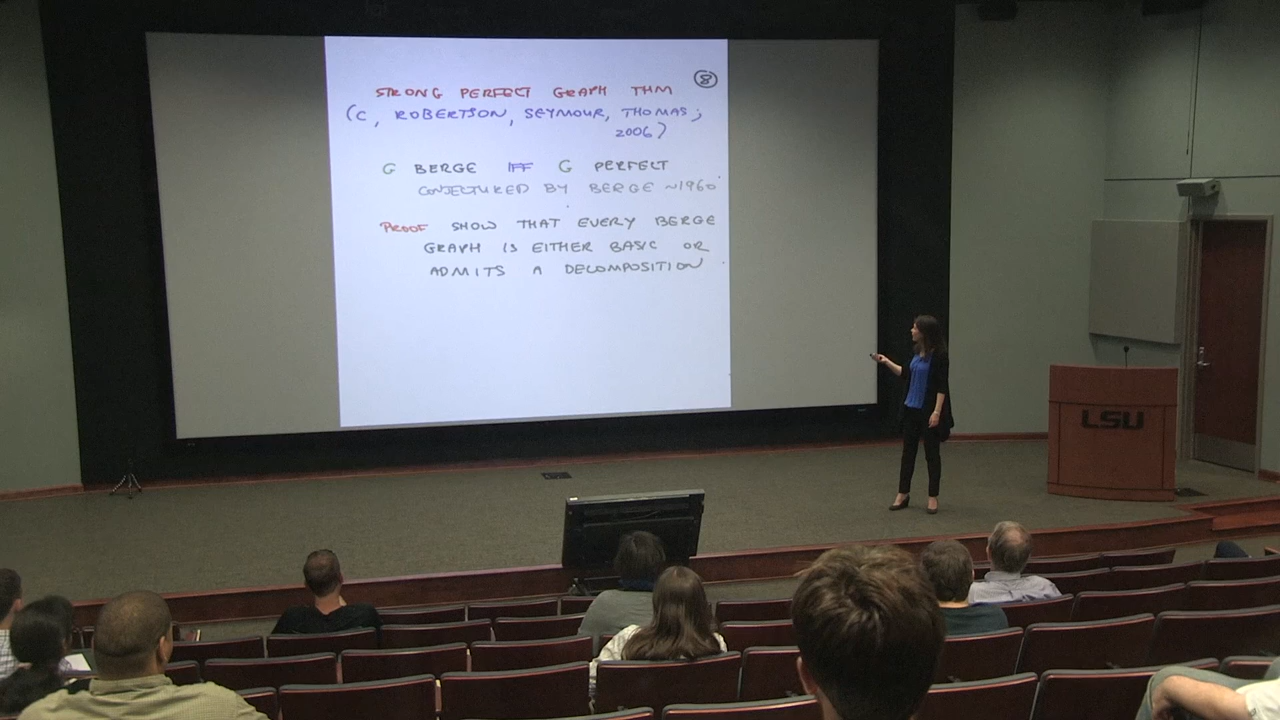 8
STRONG PERFECT GRAPH THM
(C, ROBERTSON, SEYMOUR, THOMAS;
2006)
G BERGE IFF G PERFECT
CONJECTURED BY BERGE ~1960
PROOF SHOW THAT EVERY BERGE
GRAPH IS EITHER BASIC OR
ADMITS A DECOMPOSITION
LSU